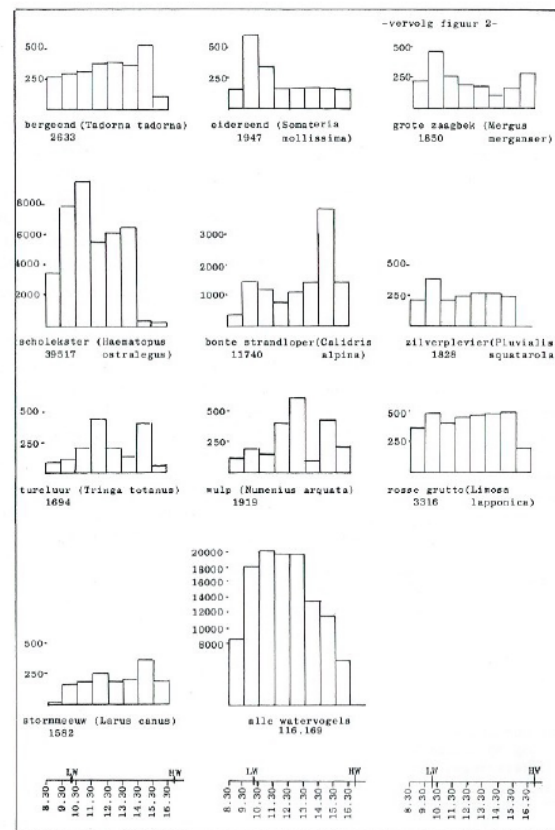 -vervolg figuur 2-
500-
250-
bergeend (Tadorna tadorna)
2633
eidereend (Somateria
1947 mollissima)
500-
250-
grote zaagbek (Mergus
1850 merganser)
8000-
6000-
4000-
2000-
scholekster (Haematopus
39517 ostralegus)
3000-
2000-
1000-
bonte strandloper(Calidris
11740 alpina)
500-
250-
zilverplevier(Pluvialis
1828 squatarola
500-
250-
tureluur (Tringa totanus)
1694
500-
250-
wulp (Numenius arquata)
1919
500-
250-
rosse grutto(Limosa
3316 lapponica)
500-
250-
stormmeeuw (Larus canus)
1582
20000-
18000-
16000-
14000-
12000-
10000-
8000-
alle watervogels
116.169
LW HW
8.30 9.30 10.30 11.30 12.30 13.30 14.30 15.30 16.30
LW HW
8.30 9.30 10.30 11.30 12.30 13.30 14.30 15.30 16.30
LW HW
8.30 9.30 10.30 11.30 12.30 13.30 14.30 15.30 16.30